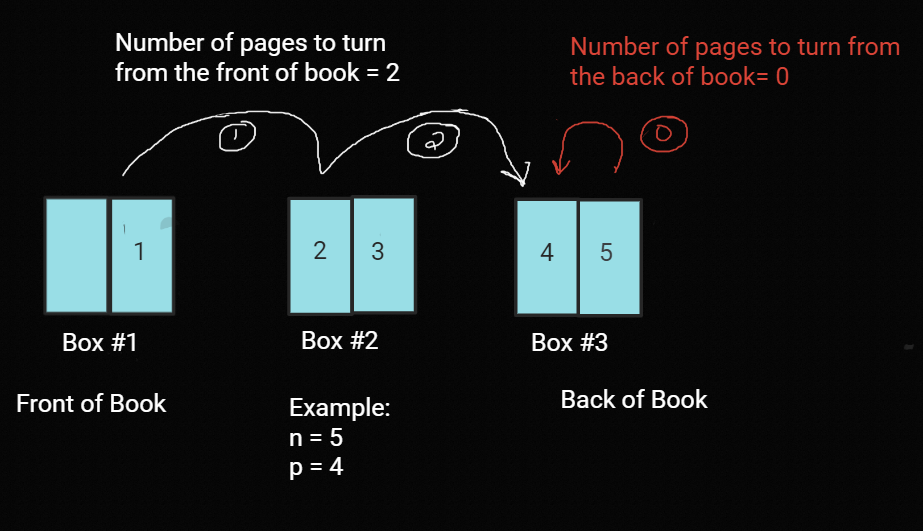 Number of pages to turn
from the front of book = 2
Number of pages to turn from
the back of book= 0
1
2
0
1
2 3
4 5
Box #1
Box #2
Box #3
Front of Book
Example:
n = 5
p = 4
Back of Book